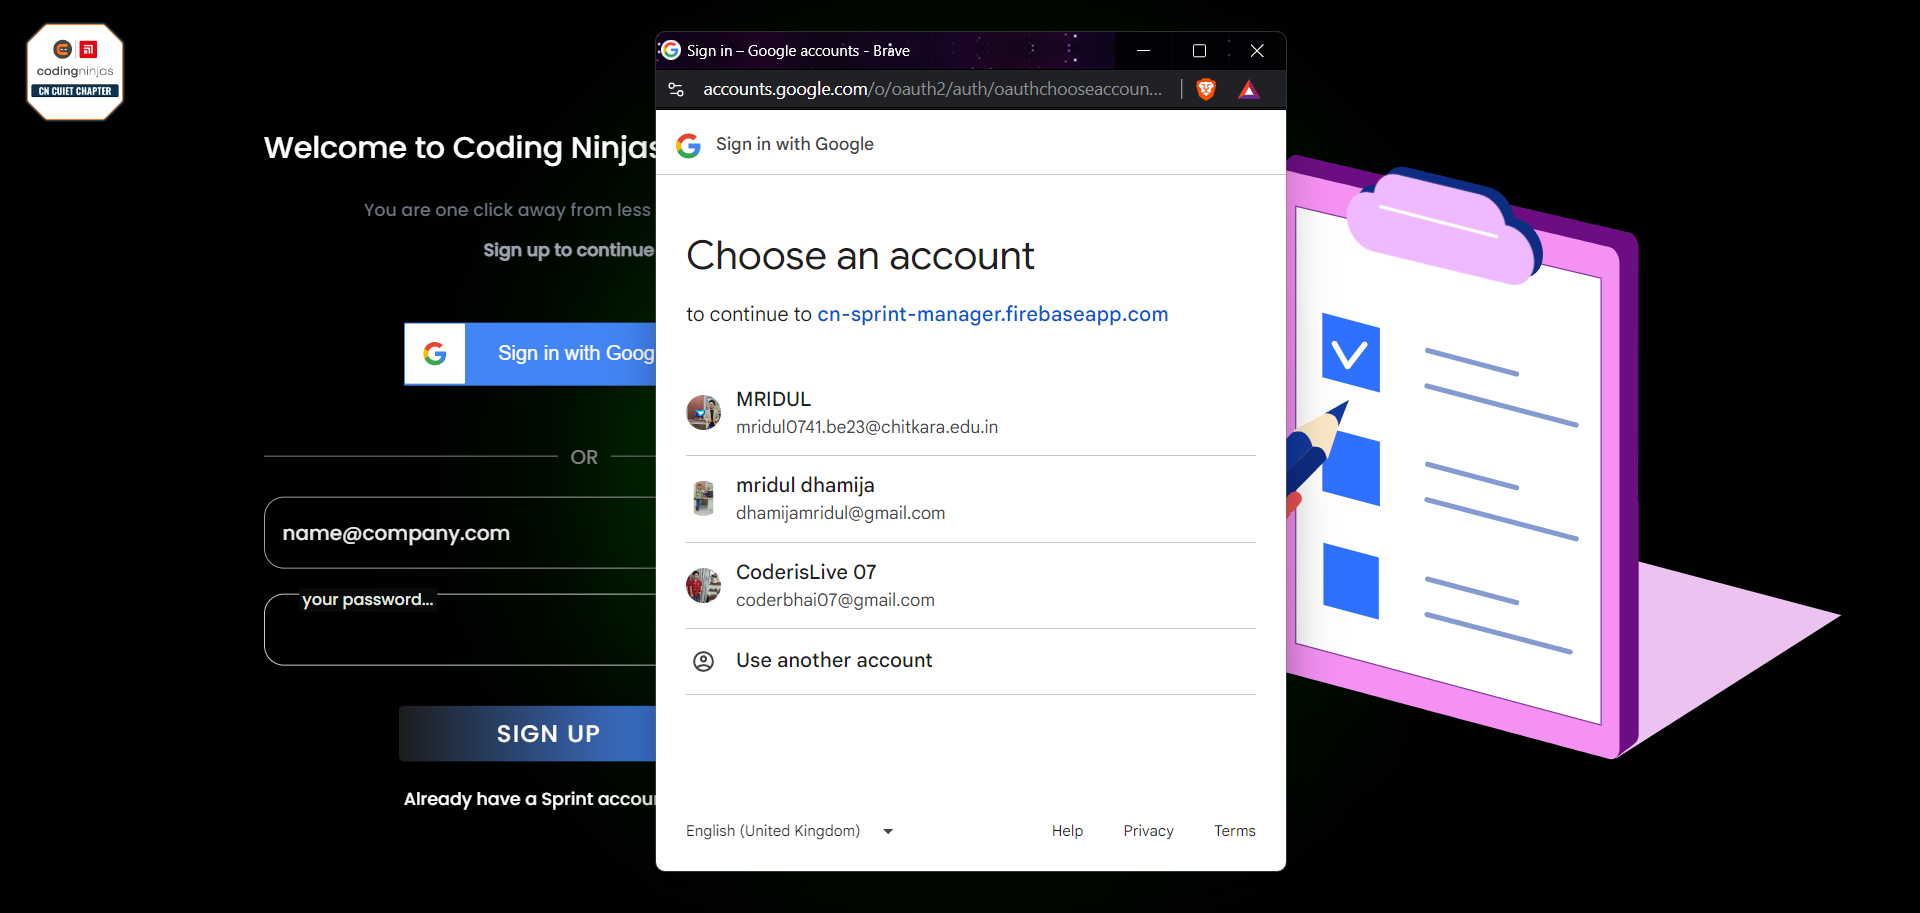 codingninjas
CN CUIET CHAPTER
Welcome to Coding Ninjas
You are one click away from less
Sign up to continue
Sign in with Goog
OR
name@company.com
your password...
SIGN UP
Already have a Sprint accou
Sign in – Google accounts - Brave
accounts.google.com/o/oauth2/auth/oauthchooseaccoun...
Sign in with Google
Choose an account
to continue to cn-sprint-manager.firebaseapp.com
MRIDUL
mridul0741.be23@chitkara.edu.in
mridul dhamija
dhamijamridul@gmail.com
CoderisLive 07
coderbhai07@gmail.com
Use another account
English (United Kingdom)
Help
Privacy
Terms